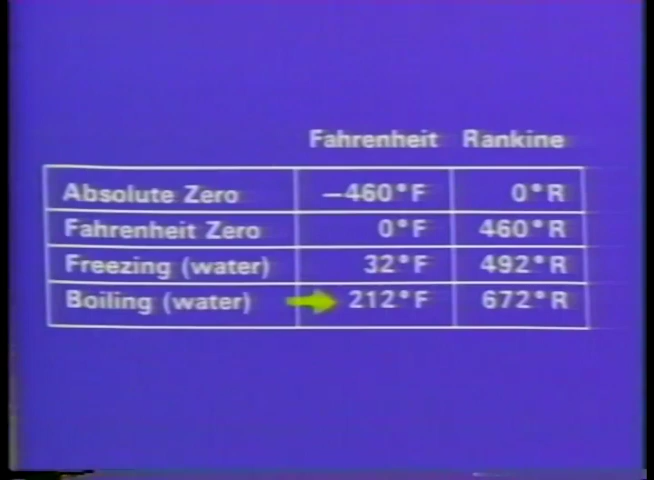 Fahrenheit Rankine
Absolute Zero −460°F 0°R
Fahrenheit Zero 0°F 460°R
Freezing (water) 32°F 492°R
Boiling (water) 212°F 672°R